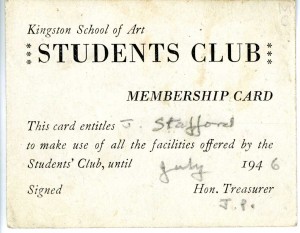 Kingston School of Art
STUDENTS CLUB
MEMBERSHIP CARD
This card entitles J. Stafford
to make use of all the facilities offered by the
Students' Club, until July 1946
Signed Hon. Treasurer
J.P.